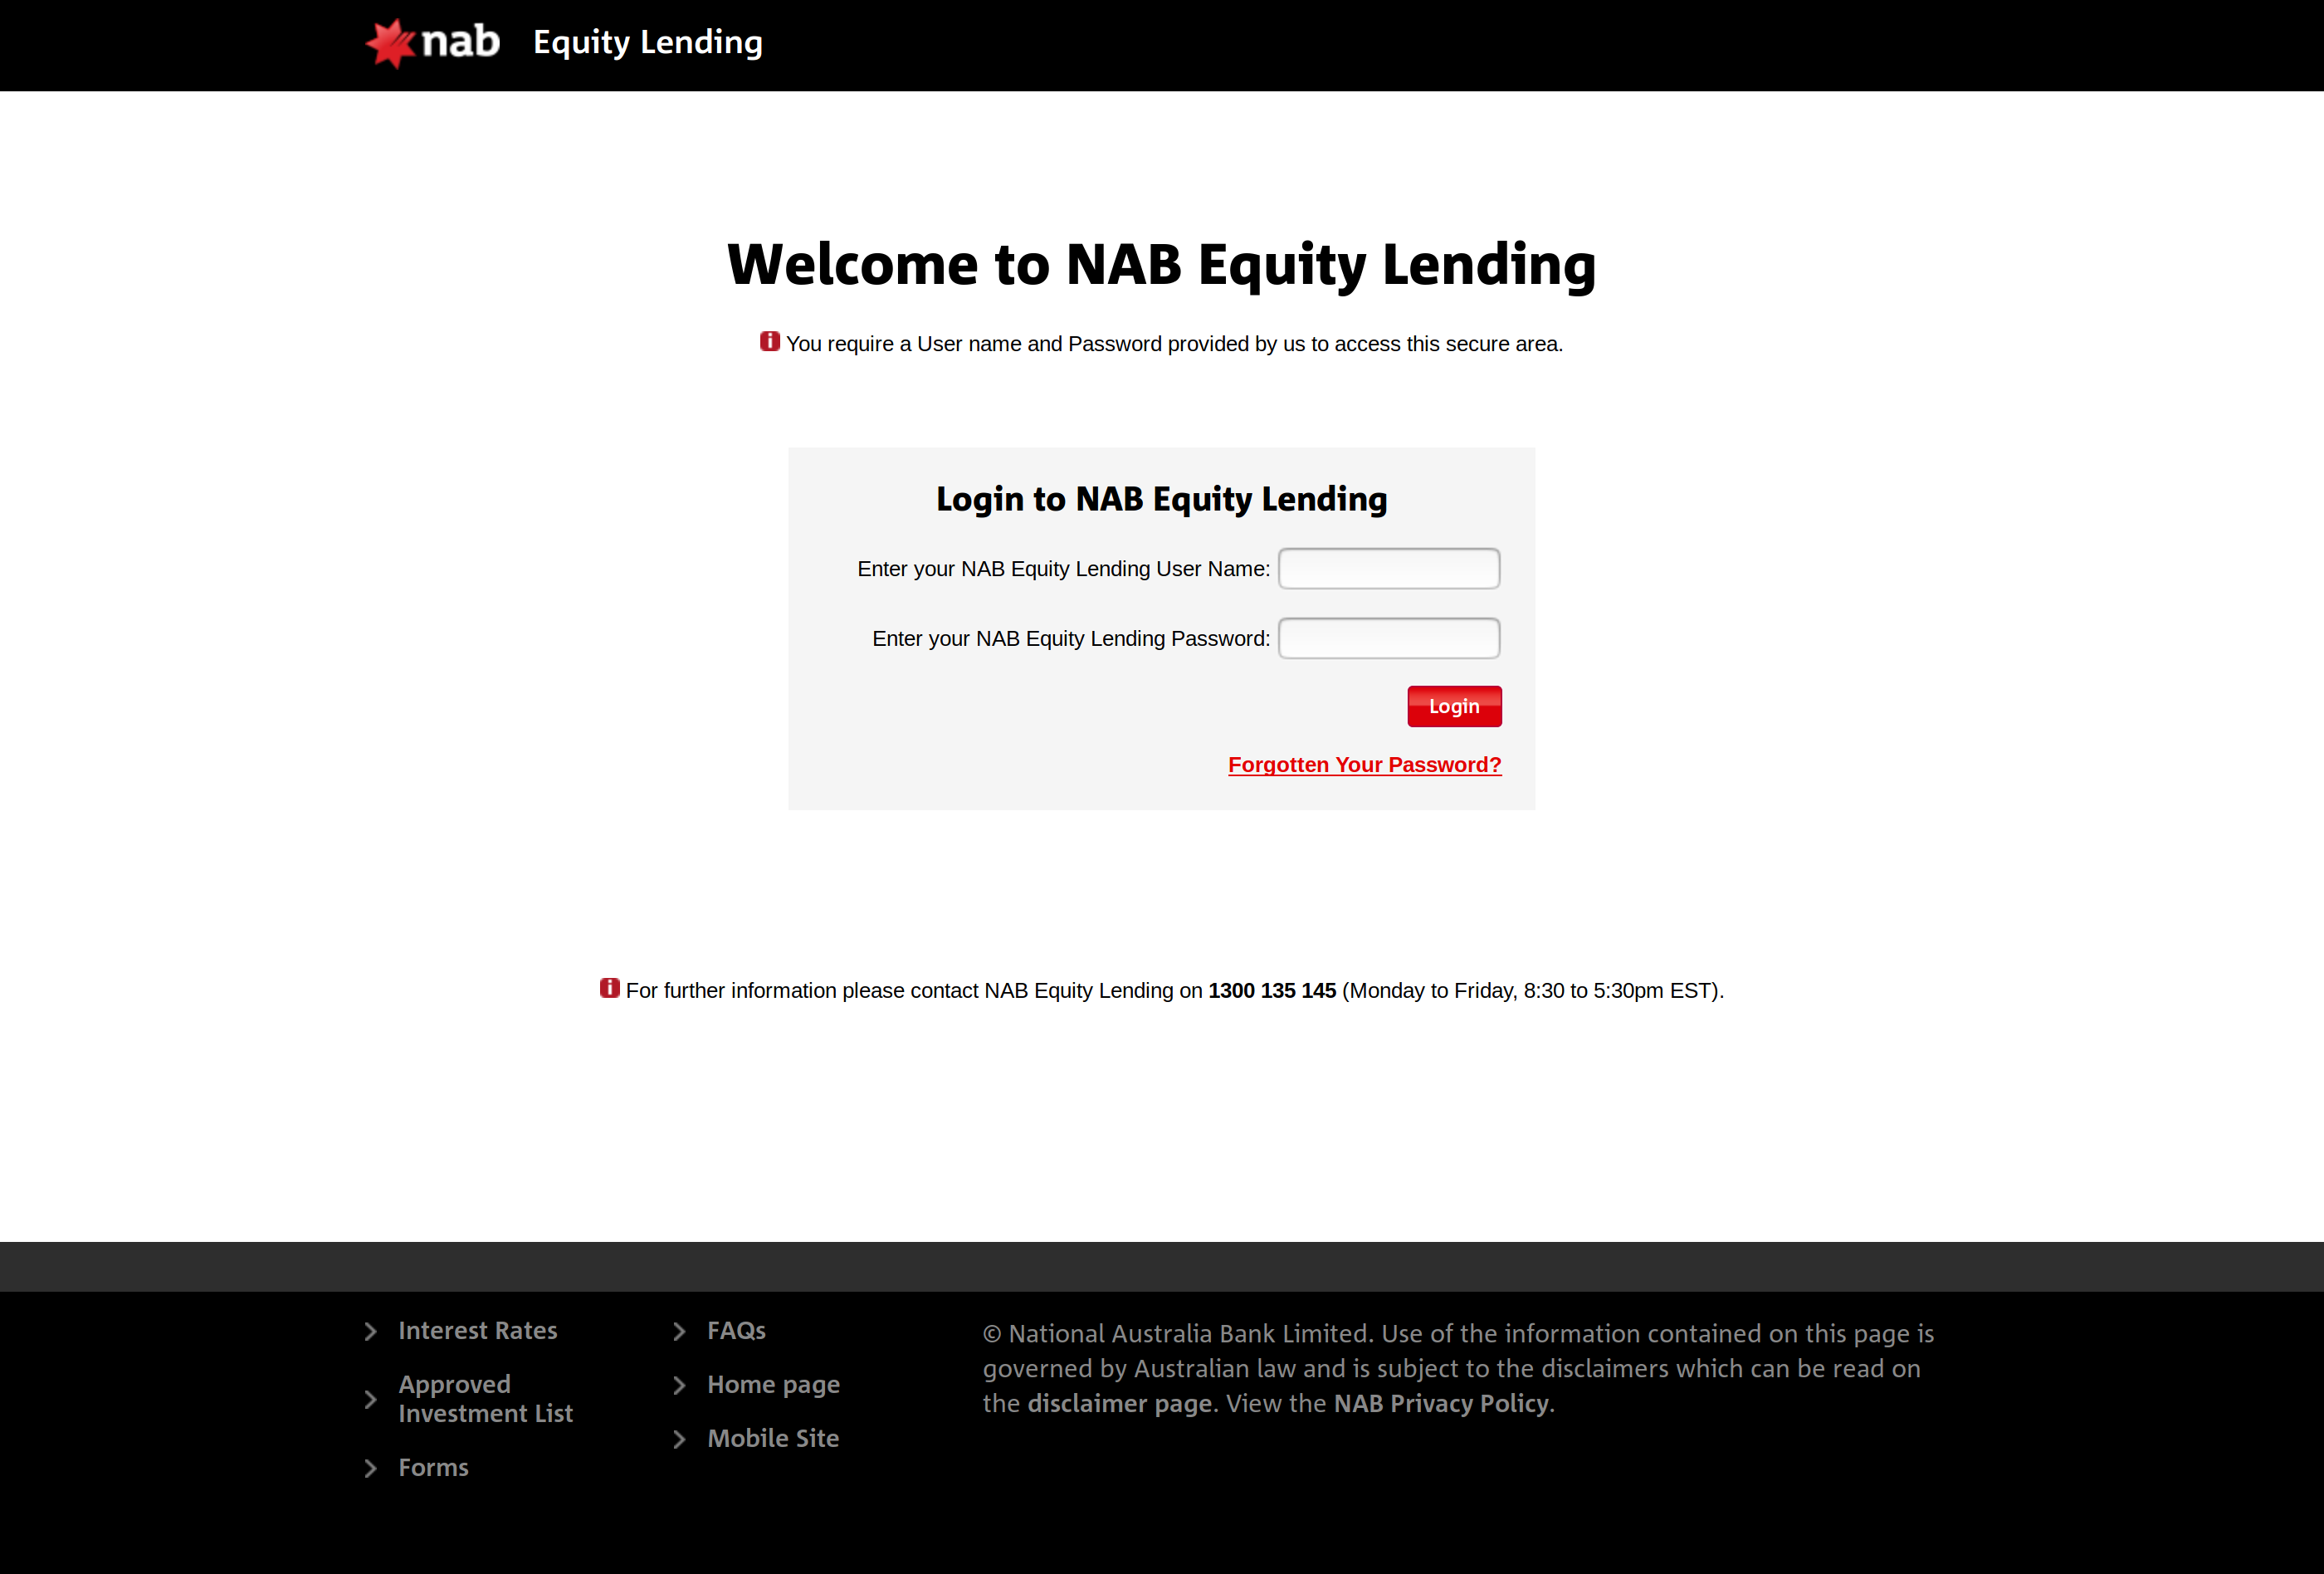 nab Equity Lending
Welcome to NAB Equity Lending
You require a User name and Password provided by us to access this secure area.
Login to NAB Equity Lending
Enter your NAB Equity Lending User Name:
Enter your NAB Equity Lending Password:
Login
Forgotten Your Password?
For further information please contact NAB Equity Lending on 1300 135 145 (Monday to Friday, 8:30 to 5:30pm EST).
Interest Rates
Approved
Investment List
Forms
FAQs
Home page
Mobile Site
© National Australia Bank Limited. Use of the information contained on this page is
governed by Australian law and is subject to the disclaimers which can be read on
the disclaimer page. View the NAB Privacy Policy.